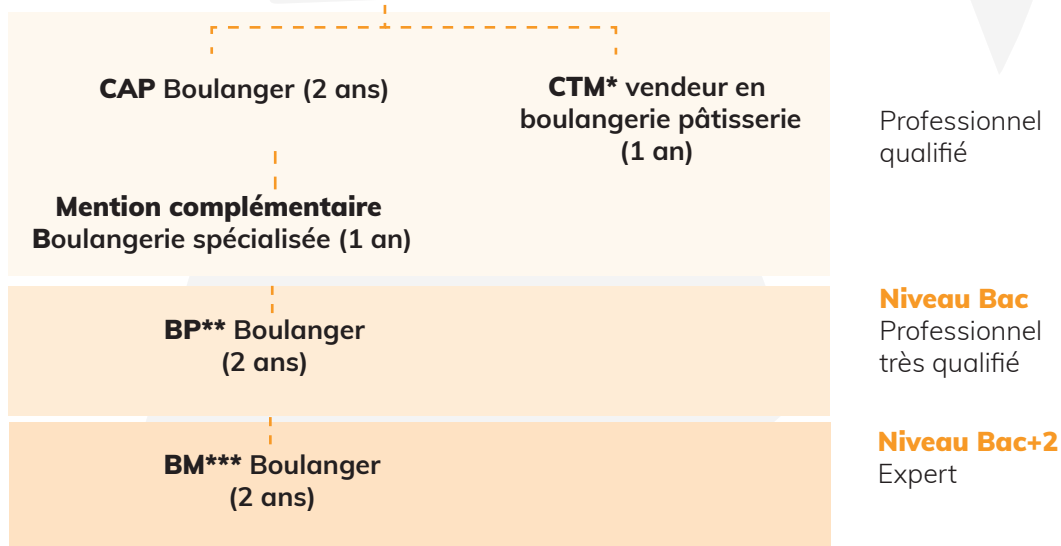 CAP Boulanger (2 ans)
CTM* vendeur en
boulangerie pâtisserie
(1 an)
Professionnel
qualifié
Mention complémentaire
Boulangerie spécialisée (1 an)
BP** Boulanger
(2 ans)
Niveau Bac
Professionnel
très qualifié
BM*** Boulanger
(2 ans)
Niveau Bac+2
Expert